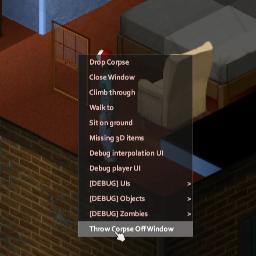 Drop Corpse
Close Window
Climb through
Walk to
Sit on ground
Missing 3D items
Debug interpolation UI
Debug player UI
[DEBUG] UIs >
[DEBUG] Objects >
[DEBUG] Zombies >
Throw Corpse Off Window